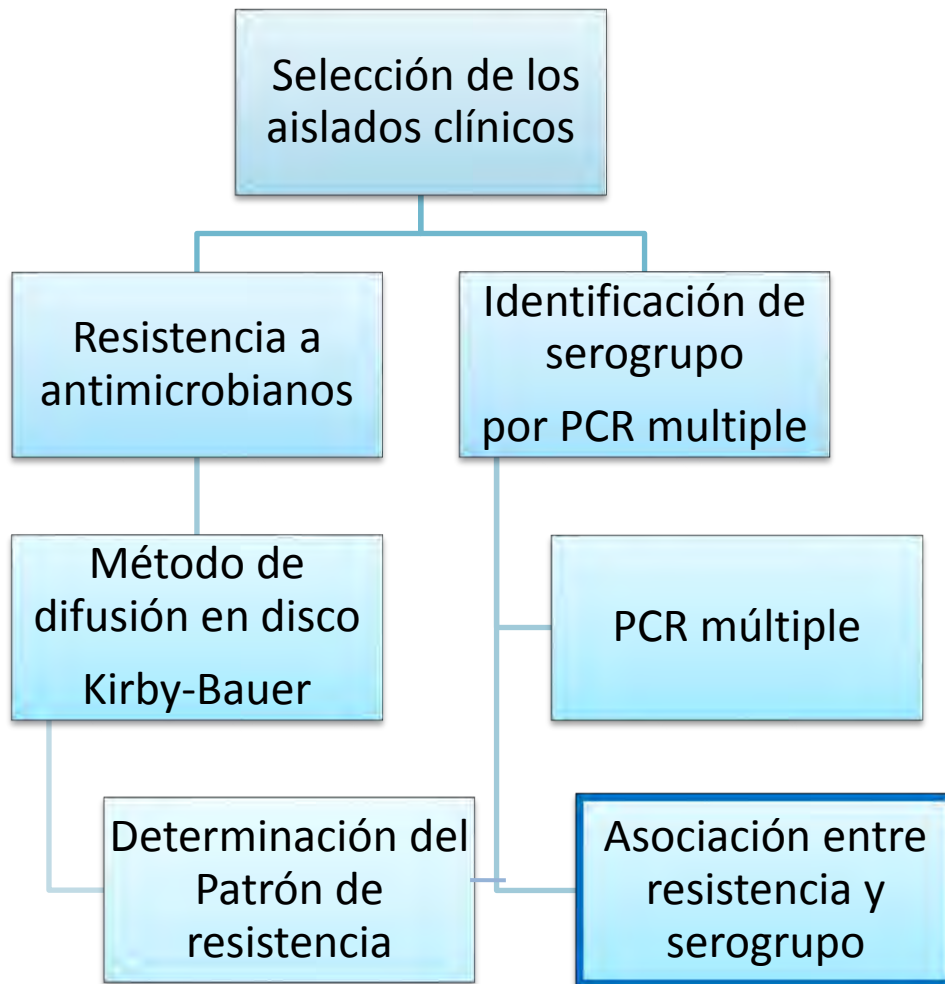 Selección de los
aislados clínicos
Resistencia a
antimicrobianos
Identificación de
serogrupo
por PCR multiple
Método de
difusión en disco
Kirby-Bauer
PCR múltiple
Determinación del
Patrón de
resistencia
Asociación entre
resistencia y
serogrupo